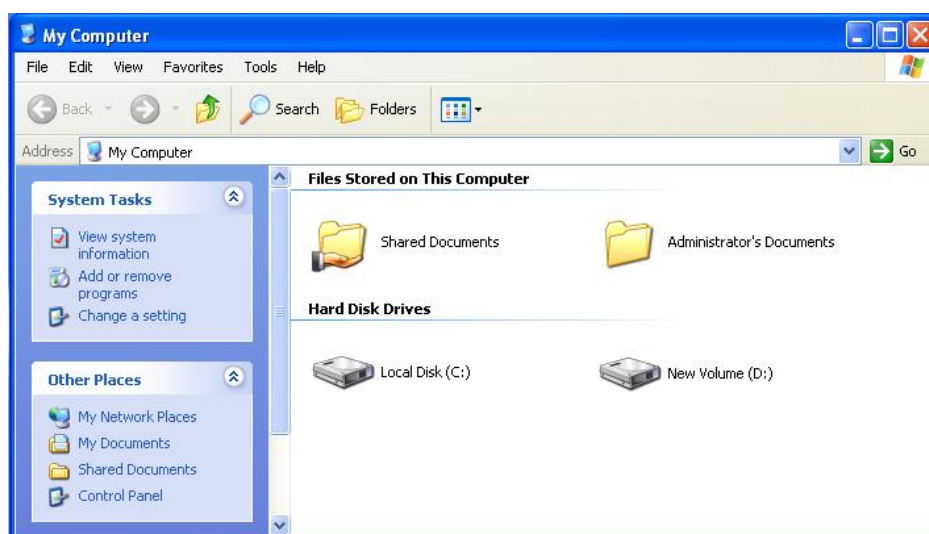 My Computer
File Edit View Favorites Tools Help
Back Search Folders
Address My Computer Go
System Tasks
View system
information
Add or remove
programs
Change a setting
Other Places
My Network Places
My Documents
Shared Documents
Control Panel
Files Stored on This Computer
Shared Documents Administrator's Documents
Hard Disk Drives
Local Disk (C:) New Volume (D:)